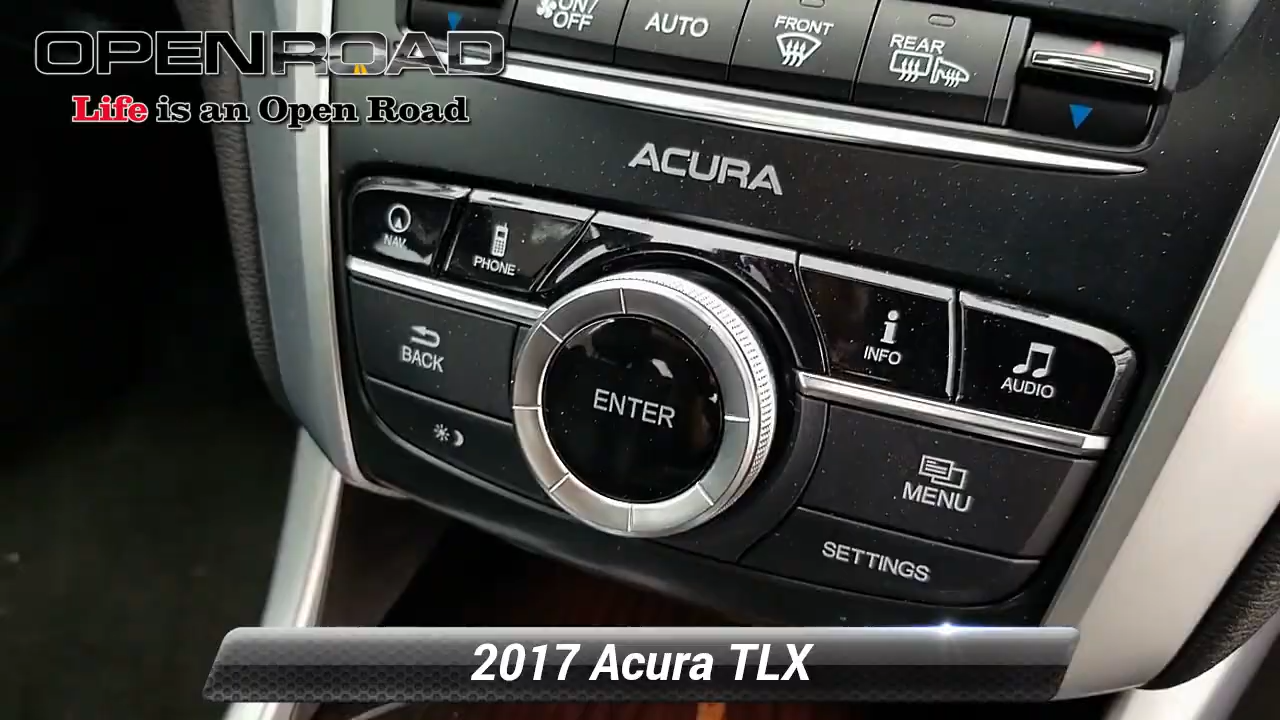 OPENROAD
Life is an Open Road
ON/
OFF
AUTO
FRONT
REAR
ACURA
NAV
PHONE
INFO
AUDIO
BACK
ENTER
MENU
SETTINGS
2017 Acura TLX